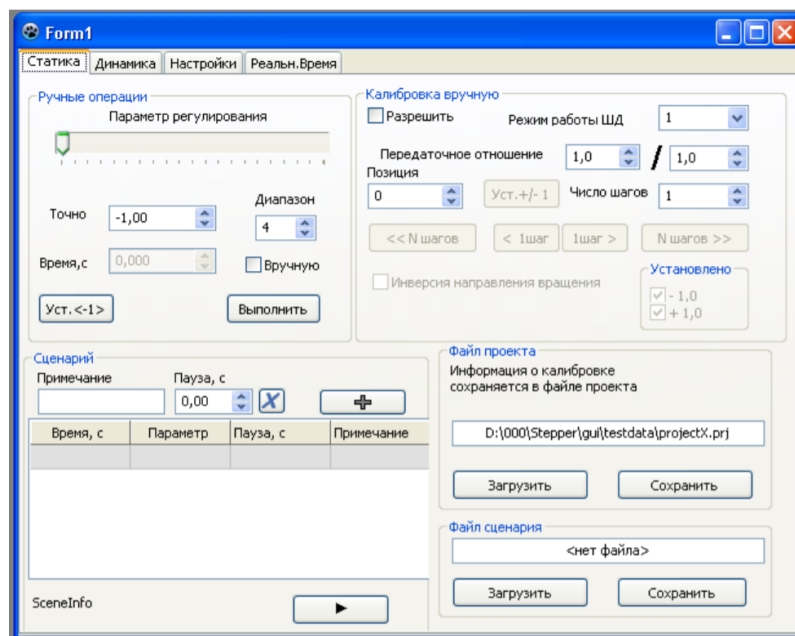 Form1
Статика Динамика Настройки Реальн.Время
Ручные операции
Параметр регулирования
Точно -1,00
Диапазон
4
Время,с 0,000
Вручную
Уст.<-1> Выполнить
Калибровка вручную
Разрешить Режим работы ШД 1
Передаточное отношение 1,0 / 1,0
Позиция
0 Уст.+/- 1 Число шагов 1
<< N шагов < 1шаг 1шаг > N шагов >>
Инверсия направления вращения
Установлено
- 1,0
+ 1,0
Сценарий
Примечание Пауза, с
0,00 X
Время, с Параметр Пауза, с Примечание
SceneInfo
Файл проекта
Информация о калибровке
сохраняется в файле проекта
D:\000\Stepper\gui\testdata\projectX.prj
Загрузить Сохранить
Файл сценария
<нет файла>
Загрузить Сохранить